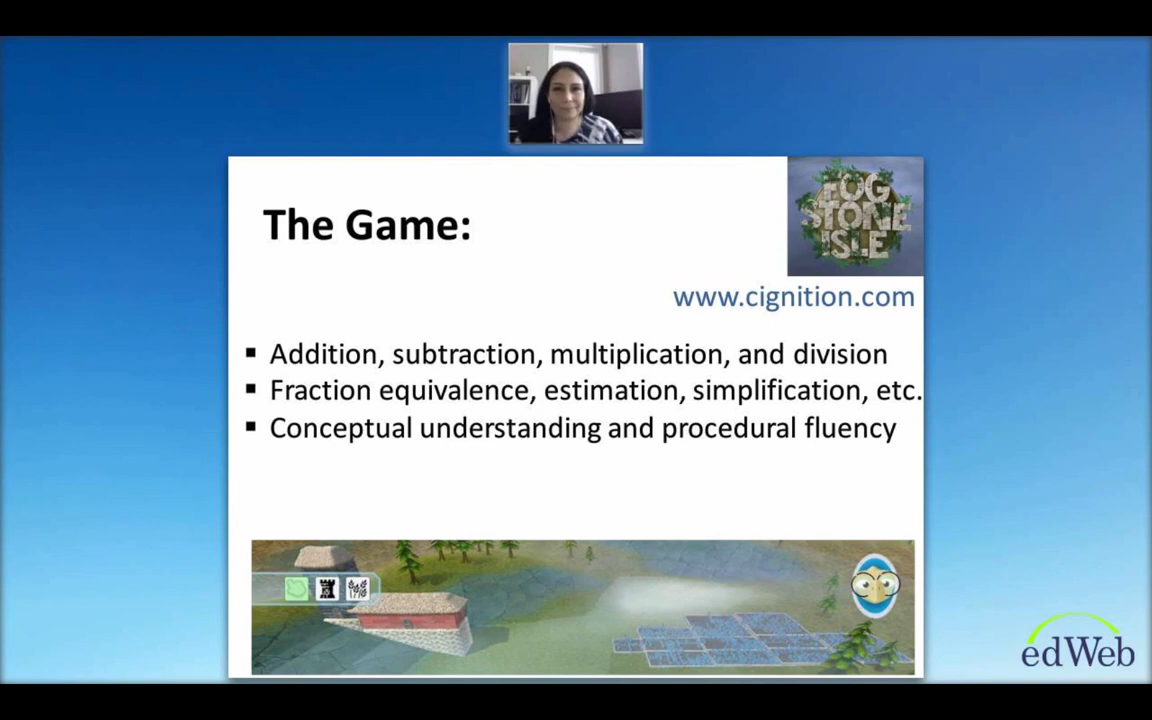 The Game:
FOG
STONE
ISLE
www.cignition.com
Addition, subtraction, multiplication, and division
Fraction equivalence, estimation, simplification, etc.
Conceptual understanding and procedural fluency
edWeb